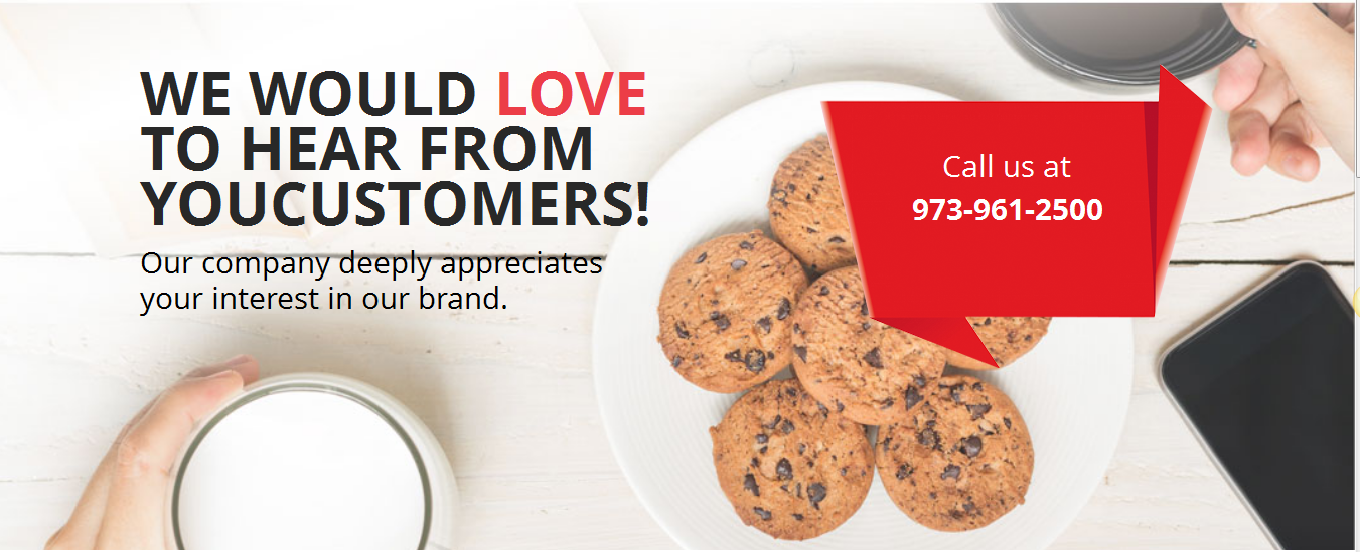 WE WOULD LOVE
TO HEAR FROM
YOUCUSTOMERS!
Our company deeply appreciates
your interest in our brand.
Call us at
973-961-2500